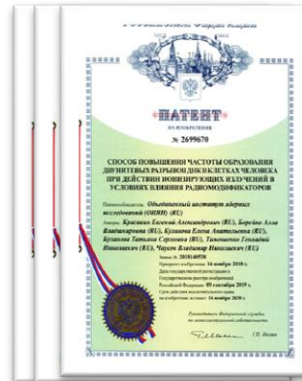 ПАТЕНТ
НА ИЗОБРЕТЕНИЕ
№ 2699670
СПОСОБ ПОВЫШЕНИЯ ЧАСТОТЫ ОБРАЗОВАНИЯ
ДВУНИТЕВЫХ РАЗРЫВОВ ДНК В КЛЕТКАХ ЧЕЛОВЕКА
ПРИ ДЕЙСТВИИ ИОНИЗИРУЮЩИХ ИЗЛУЧЕНИЙ В
УСЛОВИЯХ ВЛИЯНИЯ РАДИОМОДИФИКАТОРОВ
Патентообладатель: Объединенный институт ядерных
исследований (ОИЯИ) (RU)
Авторы: Красавин Евгений Александрович (RU), Борейко Алла
Владимировна (RU), Куликова Елена Анатольевна (RU),
Буланова Татьяна Сергеевна (RU), Тимошенко Геннадий
Николаевич (RU), Чаусов Владимир Николаевич (RU)
Заявка № 2018140530
Приоритет изобретения 16 ноября 2018 г.
Дата государственной регистрации в
Государственном реестре изобретений
Российской Федерации 09 сентября 2019 г.
Срок действия исключительного права
на изобретение истекает 16 ноября 2038 г.
Руководитель Федеральной службы
по интеллектуальной собственности
Г.П. Ивлиев